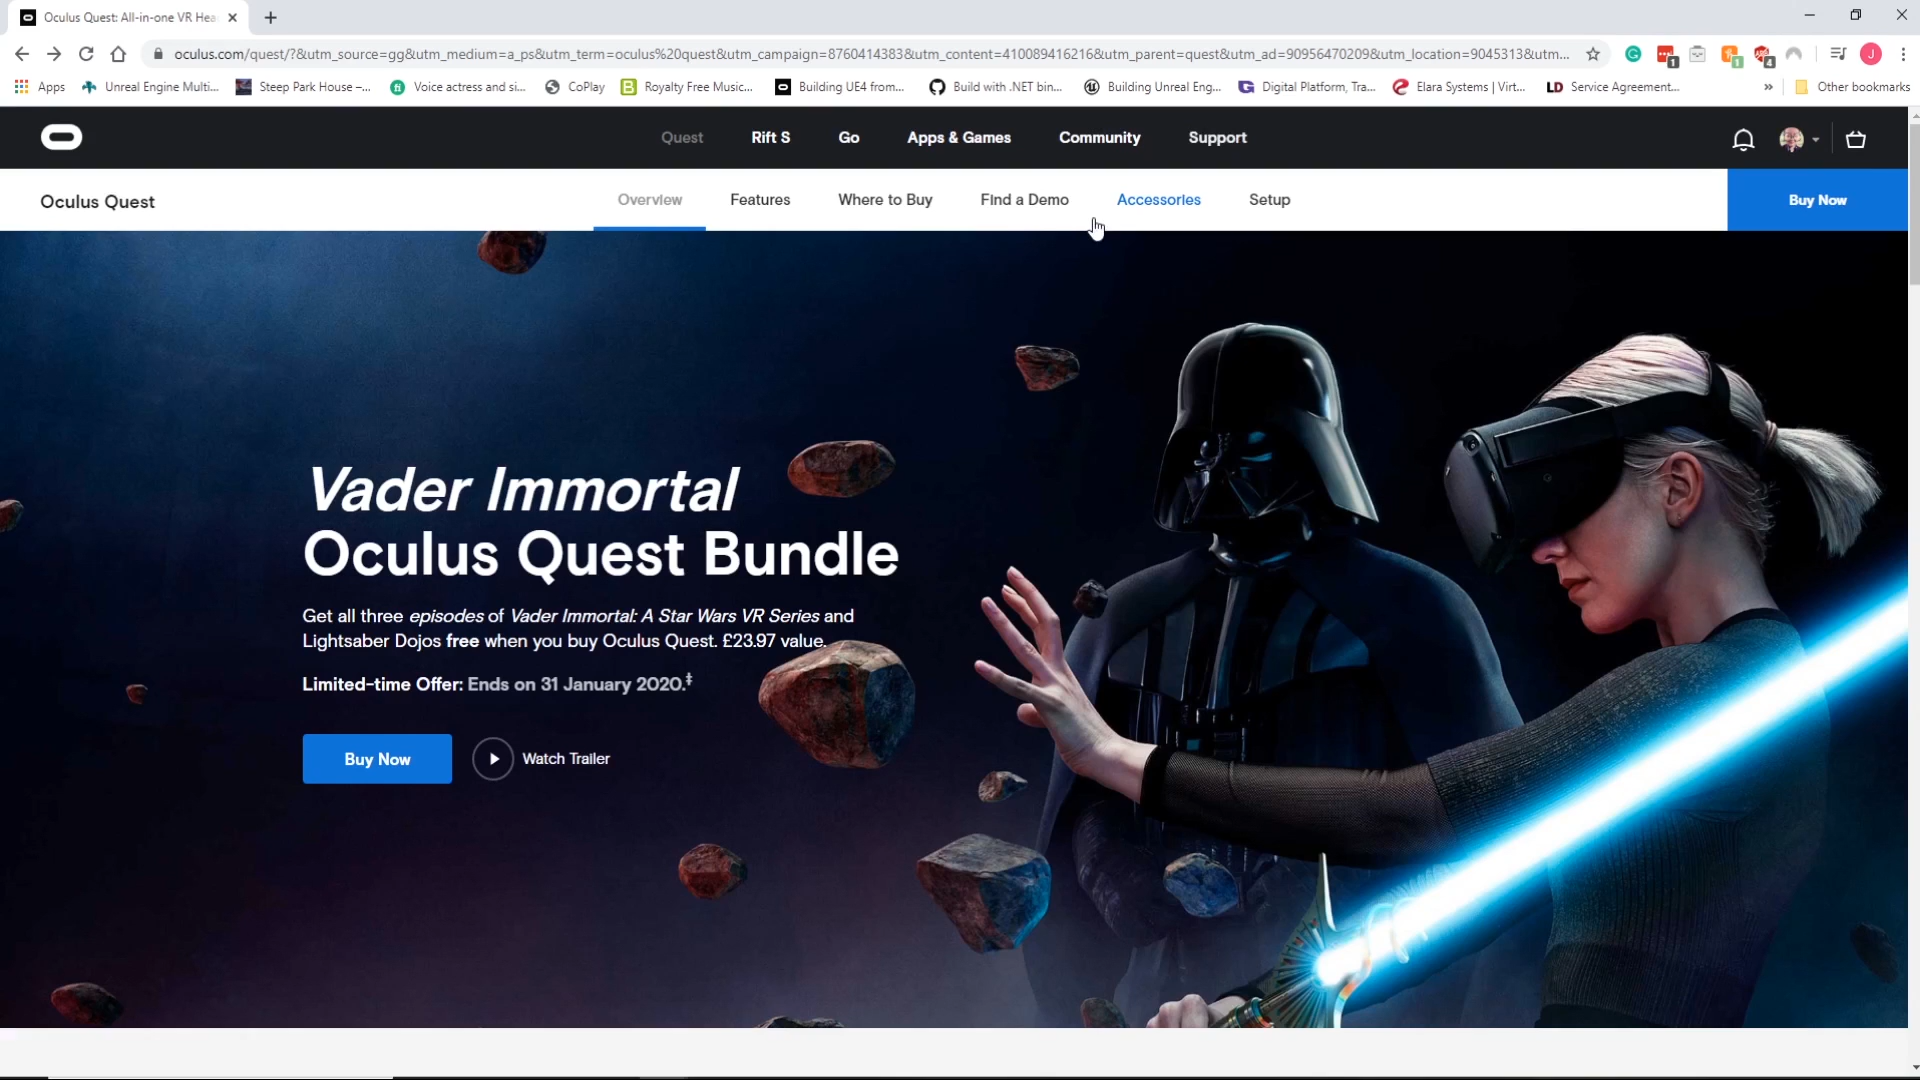 Oculus Quest: All-in-one VR Hea
oculus.com/quest/?&utm_source=gg&utm_medium=a_ps&utm_term=oculus%20quest&utm_campaign=8760414383&utm_content=410089416216&utm_parent=quest&utm_ad=90956470209&utm_location=9045313&utm...
1 1 4 J
Apps Unreal Engine Multi... Steep Park House –... Voice actress and si... CoPlay Royalty Free Music... Building UE4 from... Build with .NET bin... Building Unreal Eng... Digital Platform, Tra... Elara Systems | Virt... LD Service Agreement... » Other bookmarks
Quest Rift S Go Apps & Games Community Support
Oculus Quest Overview Features Where to Buy Find a Demo Accessories Setup Buy Now
Vader Immortal
Oculus Quest Bundle
Get all three episodes of Vader Immortal: A Star Wars VR Series and
Lightsaber Dojos free when you buy Oculus Quest. £23.97 value.
Limited-time Offer: Ends on 31 January 2020.‡
Buy Now Watch Trailer